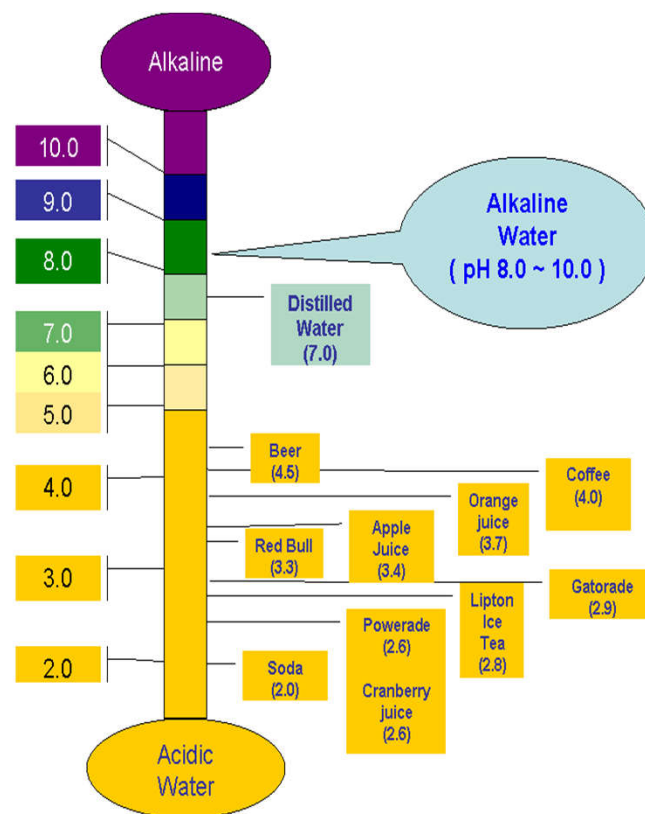 Alkaline
10.0
9.0
8.0
7.0
6.0
5.0
4.0
3.0
2.0
Alkaline
Water
( pH 8.0 ~ 10.0 )
Distilled
Water
(7.0)
Beer
(4.5)
Coffee
(4.0)
Orange
juice
(3.7)
Apple
Juice
(3.4)
Red Bull
(3.3)
Gatorade
(2.9)
Lipton
Ice
Tea
(2.8)
Powerade
(2.6)
Cranberry
juice
(2.6)
Soda
(2.0)
Acidic
Water